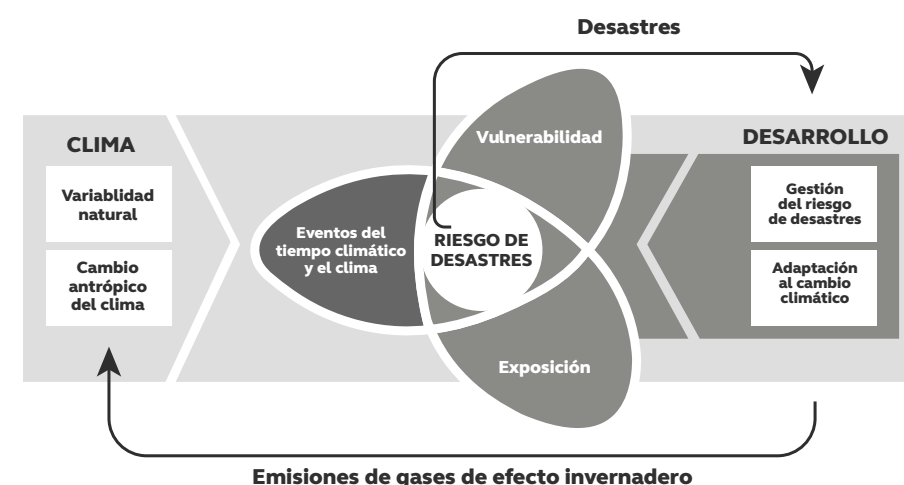 Desastres
CLIMA
Variablidad
natural
Cambio
antrópico
del clima
Eventos del
tiempo climático
y el clima
Vulnerabilidad
RIESGO DE
DESASTRES
Exposición
DESARROLLO
Gestión
del riesgo
de desastres
Adaptación
al cambio
climático
Emisiones de gases de efecto invernadero